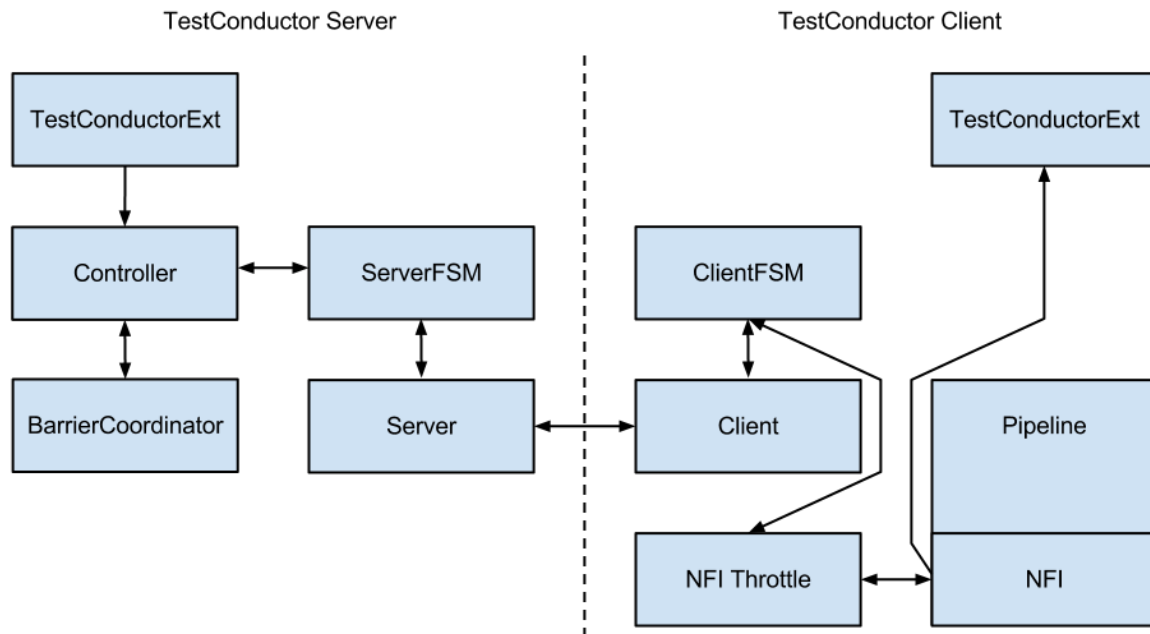 TestConductor Server
TestConductor Client
TestConductorExt
TestConductorExt
Controller
ServerFSM
ClientFSM
BarrierCoordinator
Server
Client
Pipeline
NFI Throttle
NFI